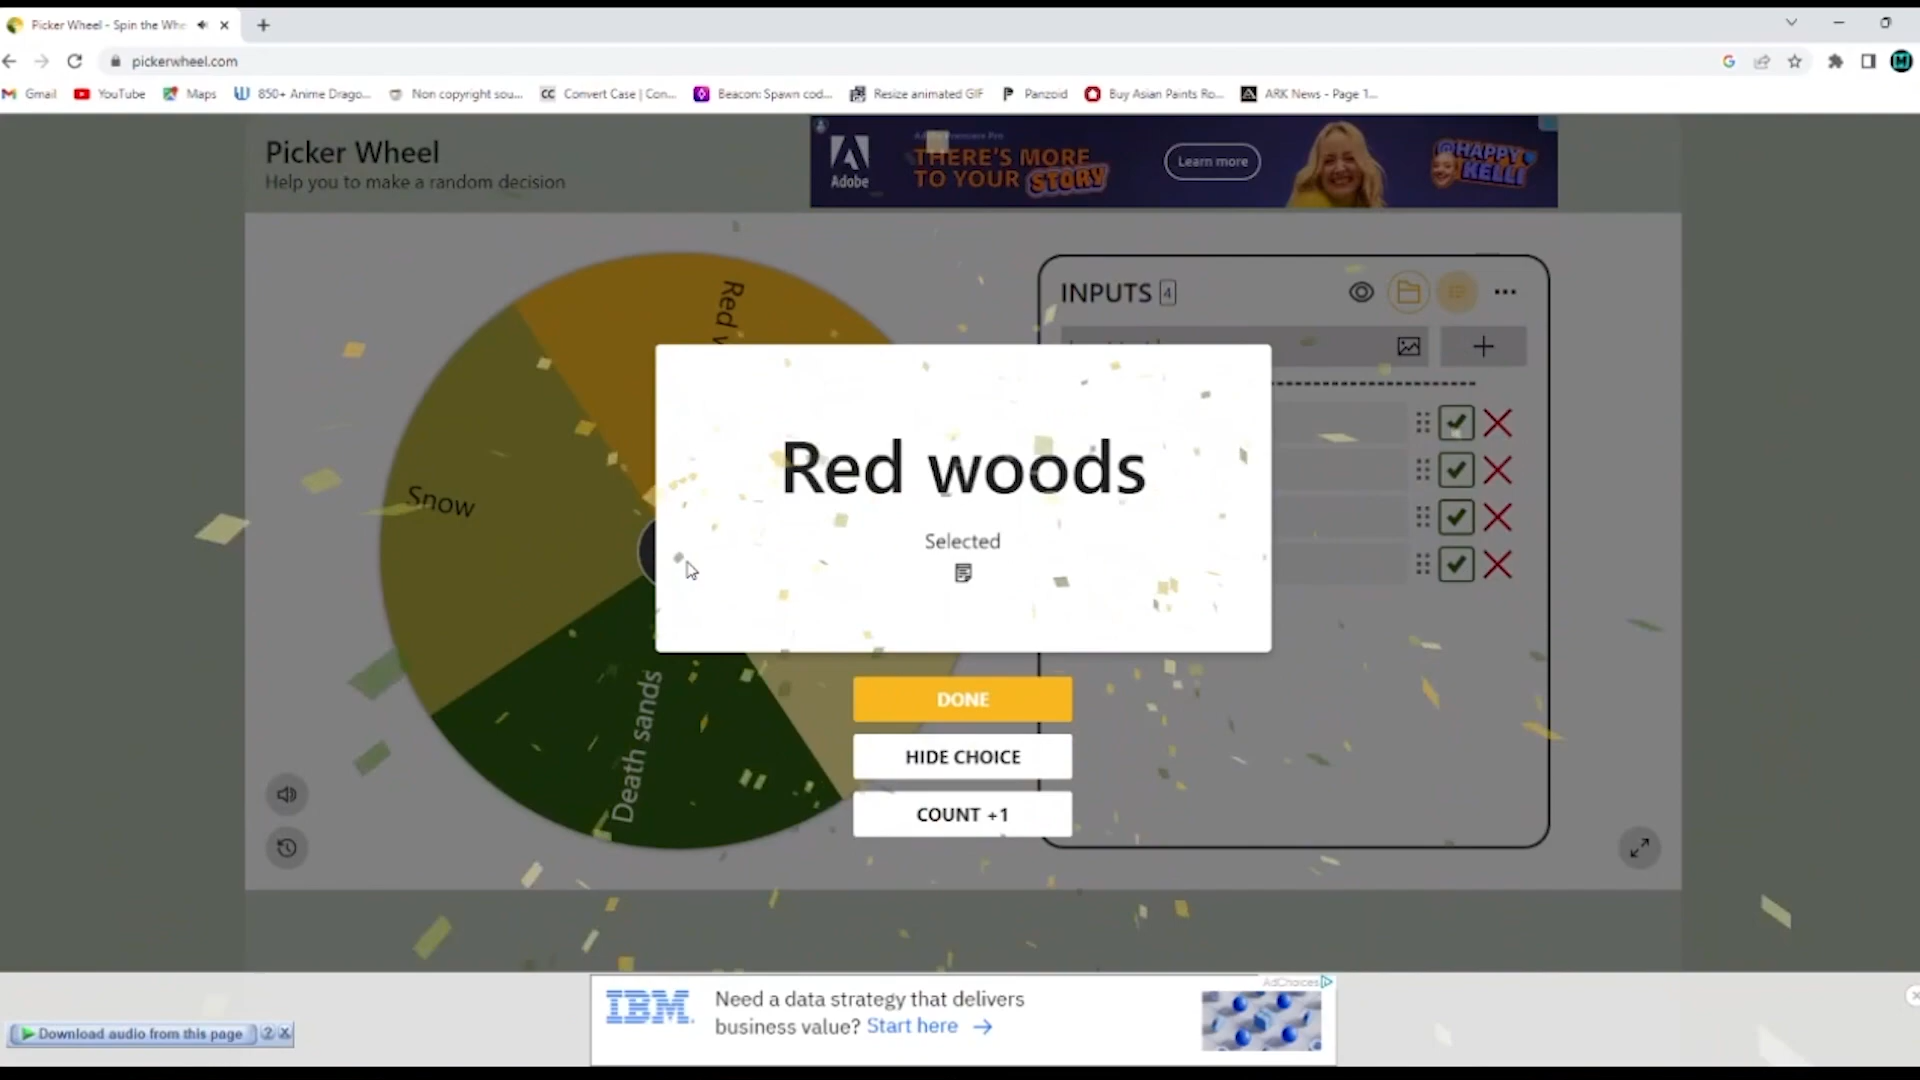 Picker Wheel - Spin the Whe
pickerwheel.com
Gmail
YouTube
Maps
850+ Anime Drago...
Non copyright sou...
CC Convert Case | Con...
Beacon: Spawn cod...
Resize animated GIF
Panzoid
Buy Asian Paints Ro...
ARK News - Page 1...
Picker Wheel
Help you to make a random decision
Adobe
THERE'S MORE
TO YOUR STORY
Learn more
@HAPPY
KELLI
INPUTS 4
Red
Snow
Death sands
Red woods
Selected
DONE
HIDE CHOICE
COUNT +1
AdChoices
IBM.
Need a data strategy that delivers
business value? Start here →
Download audio from this page ? X